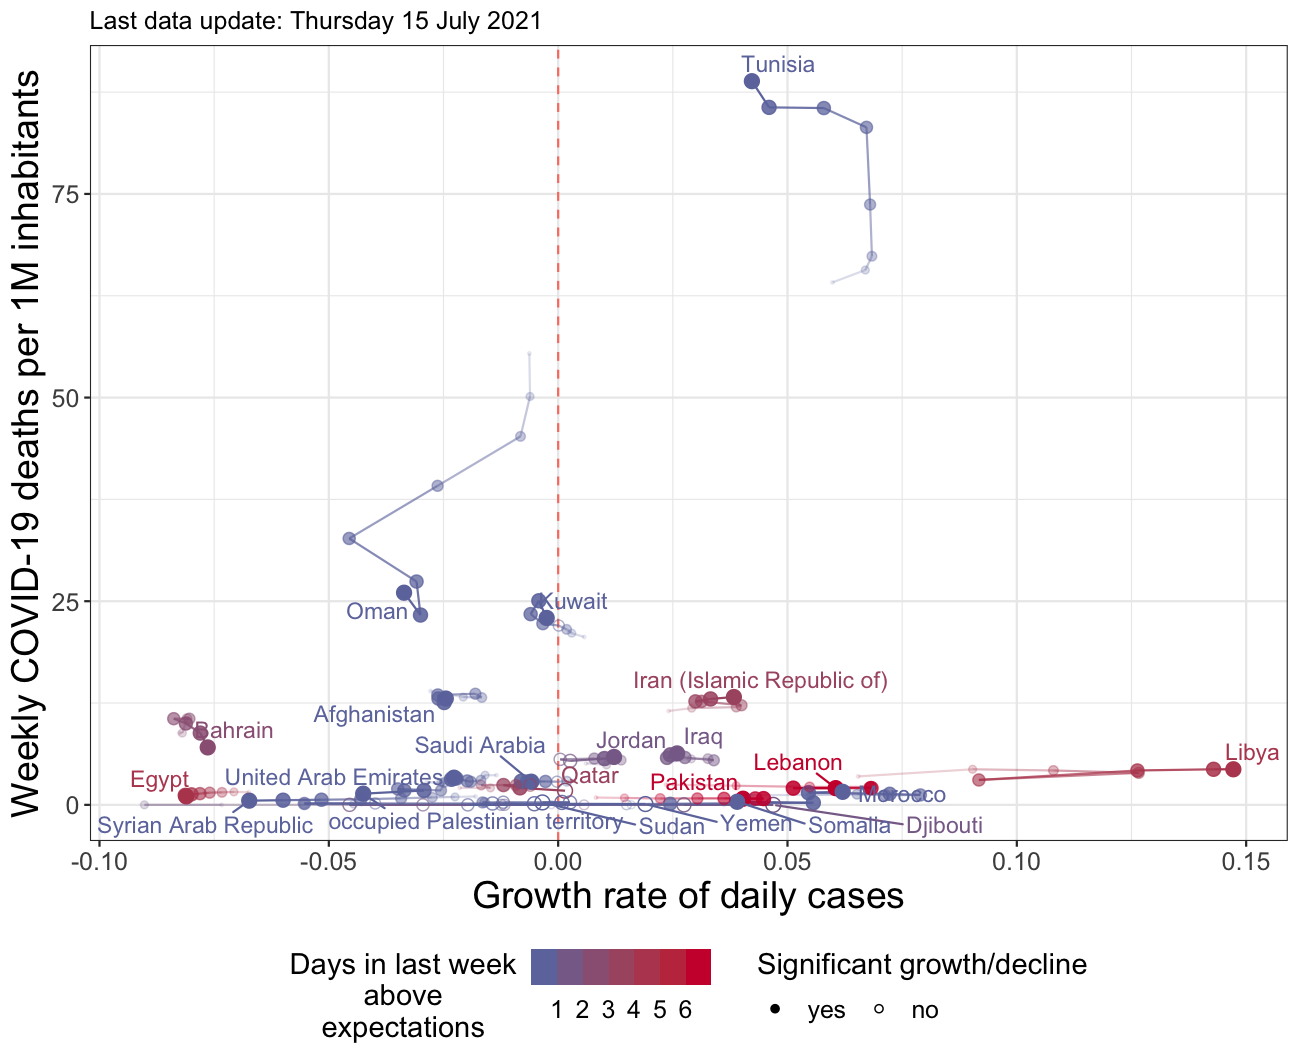 Last data update: Thursday 15 July 2021
Weekly COVID-19 deaths per 1M inhabitants
75
50
25
0
Tunisia
Oman
Kuwait
Iran (Islamic Republic of)
Afghanistan
Bahrain
Saudi Arabia
Jordan
Iraq
Libya
Lebanon
Egypt
United Arab Emirates
Qatar
Pakistan
Morocco
Syrian Arab Republic
occupied Palestinian territory
Sudan
Yemen
Somalia
Djibouti
-0.10
-0.05
0.00
0.05
0.10
0.15
Growth rate of daily cases
Days in last week
above
expectations
1 2 3 4 5 6
Significant growth/decline
yes
no